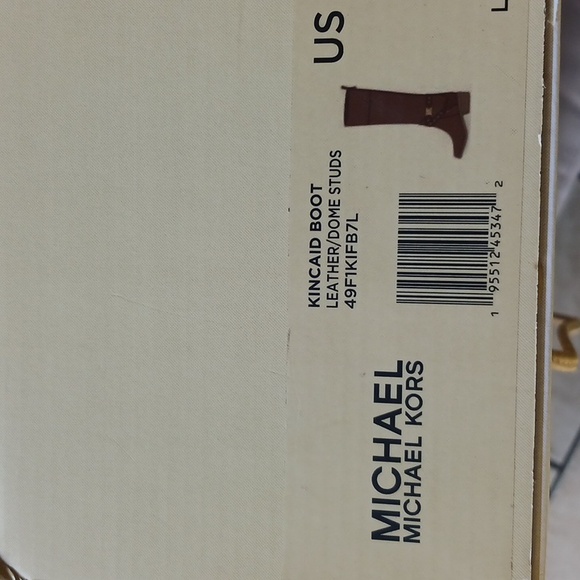 MICHAEL
MICHAEL KORS
KINCAID BOOT
LEATHER/DOME STUDS
49F1KIFB7L
1 95512 45347 2
US
L